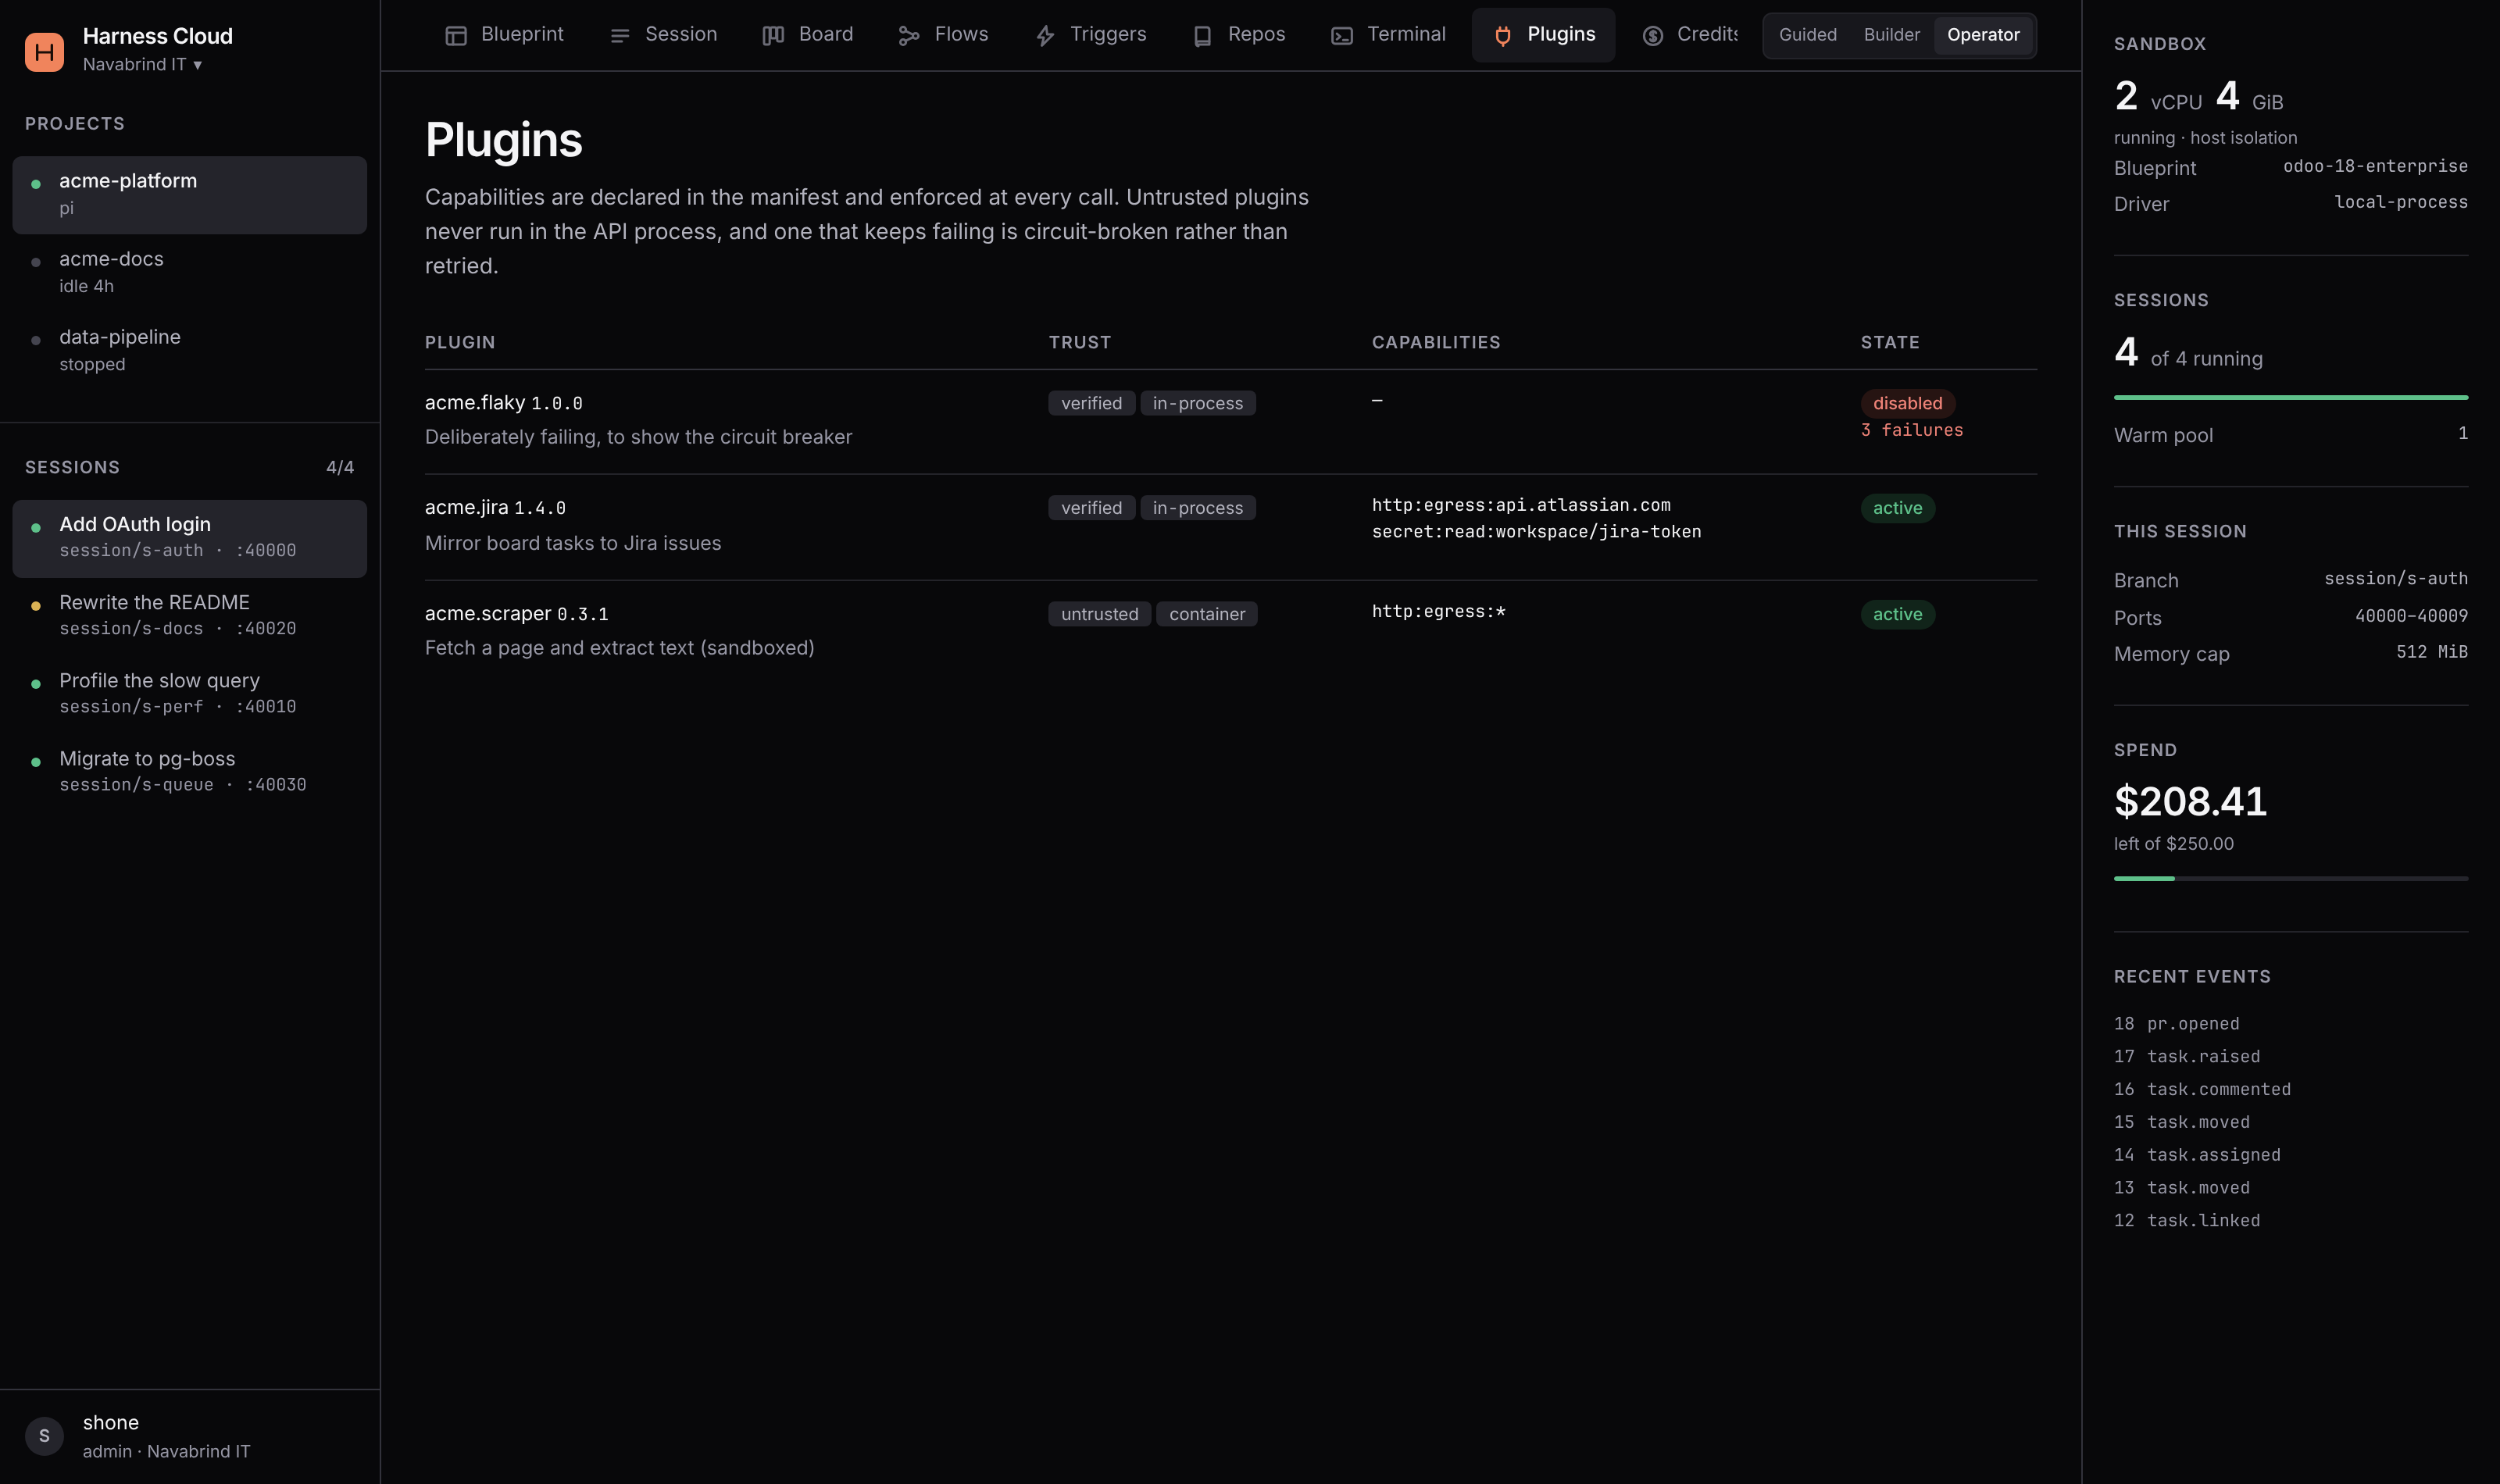 Harness Cloud
Navabrind IT ▾
PROJECTS
acme-platform
pi
acme-docs
idle 4h
data-pipeline
stopped
SESSIONS 4/4
Add OAuth login
session/s-auth · :40000
Rewrite the README
session/s-docs · :40020
Profile the slow query
session/s-perf · :40010
Migrate to pg-boss
session/s-queue · :40030
S
shone
admin · Navabrind IT
Blueprint Session Board Flows Triggers Repos Terminal Plugins Credits Guided Builder Operator
Plugins
Capabilities are declared in the manifest and enforced at every call. Untrusted plugins
never run in the API process, and one that keeps failing is circuit-broken rather than
retried.
PLUGIN TRUST CAPABILITIES STATE
acme.flaky 1.0.0 verified in-process — disabled
Deliberately failing, to show the circuit breaker 3 failures
acme.jira 1.4.0 verified in-process http:egress:api.atlassian.com active
secret:read:workspace/jira-token
Mirror board tasks to Jira issues
acme.scraper 0.3.1 untrusted container http:egress:* active
Fetch a page and extract text (sandboxed)
SANDBOX
2 vCPU 4 GiB
running · host isolation
Blueprint odoo-18-enterprise
Driver local-process
SESSIONS
4 of 4 running
Warm pool 1
THIS SESSION
Branch session/s-auth
Ports 40000–40009
Memory cap 512 MiB
SPEND
$208.41
left of $250.00
RECENT EVENTS
18 pr.opened
17 task.raised
16 task.commented
15 task.moved
14 task.assigned
13 task.moved
12 task.linked